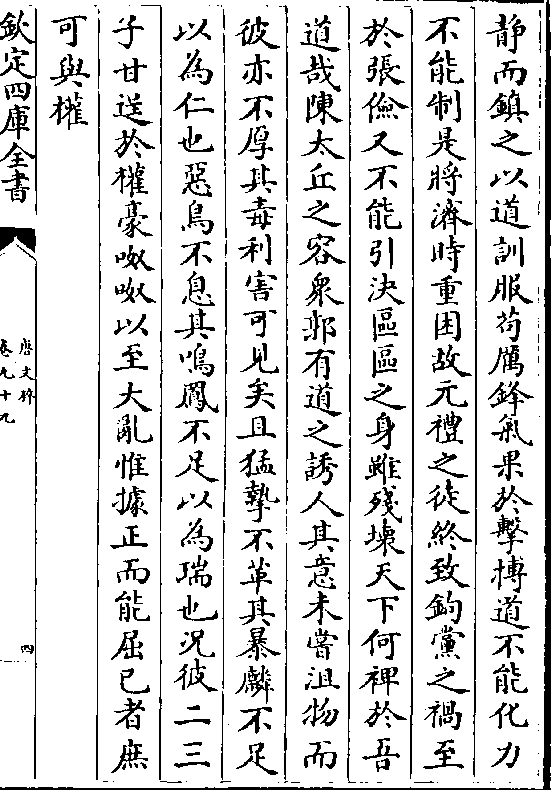 静而鎮之以道訓服苟厲鋒氣果於擊摶道不能化力
不能制是將濟時重困故元禮之徒終致鉤黨之禍至
於張儉又不能引決區區之身雖殘壊天下何裨於吾
道哉陳太丘之容衆郭有道之誘人其意未嘗沮物而
彼亦不厚其毒利害可見矣且猛摯不革其暴麟不足
以為仁也惡鳥不息其鳴鳳不足以為瑞也況彼二三
子甘送於權豪呶呶以至大亂惟據正而能屈已者庶
可與權
欽定四庫全書
唐文粹
卷九十九
四